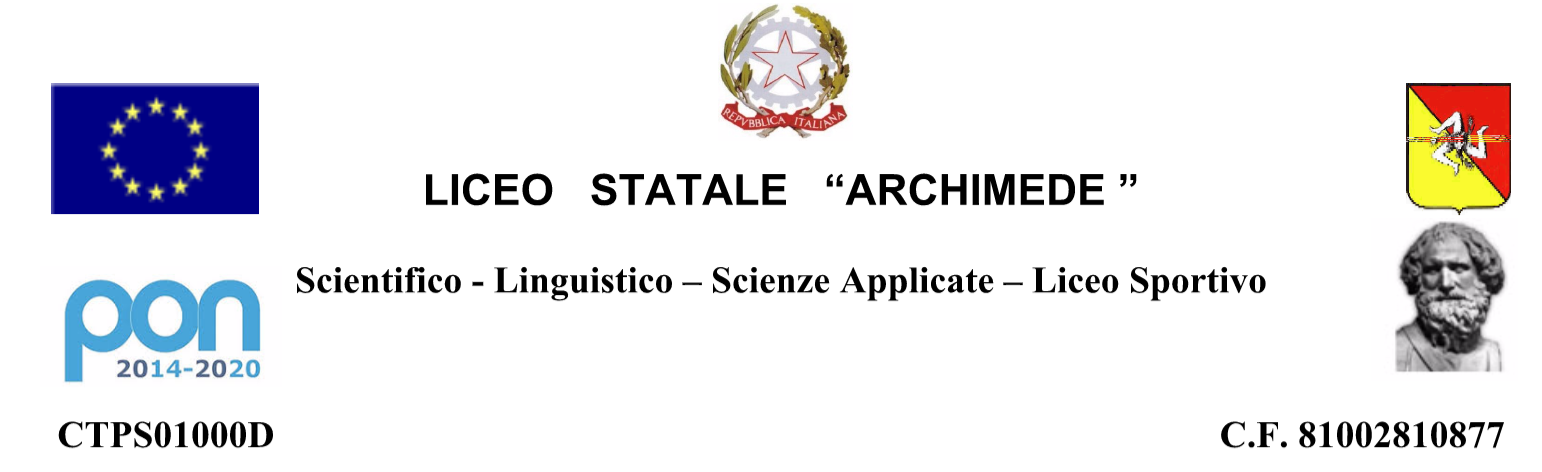 REPVBBLICA ITALIANA
LICEO STATALE “ARCHIMEDE ”
Scientifico - Linguistico – Scienze Applicate – Liceo Sportivo
pon
2014-2020
CTPS01000D
C.F. 81002810877